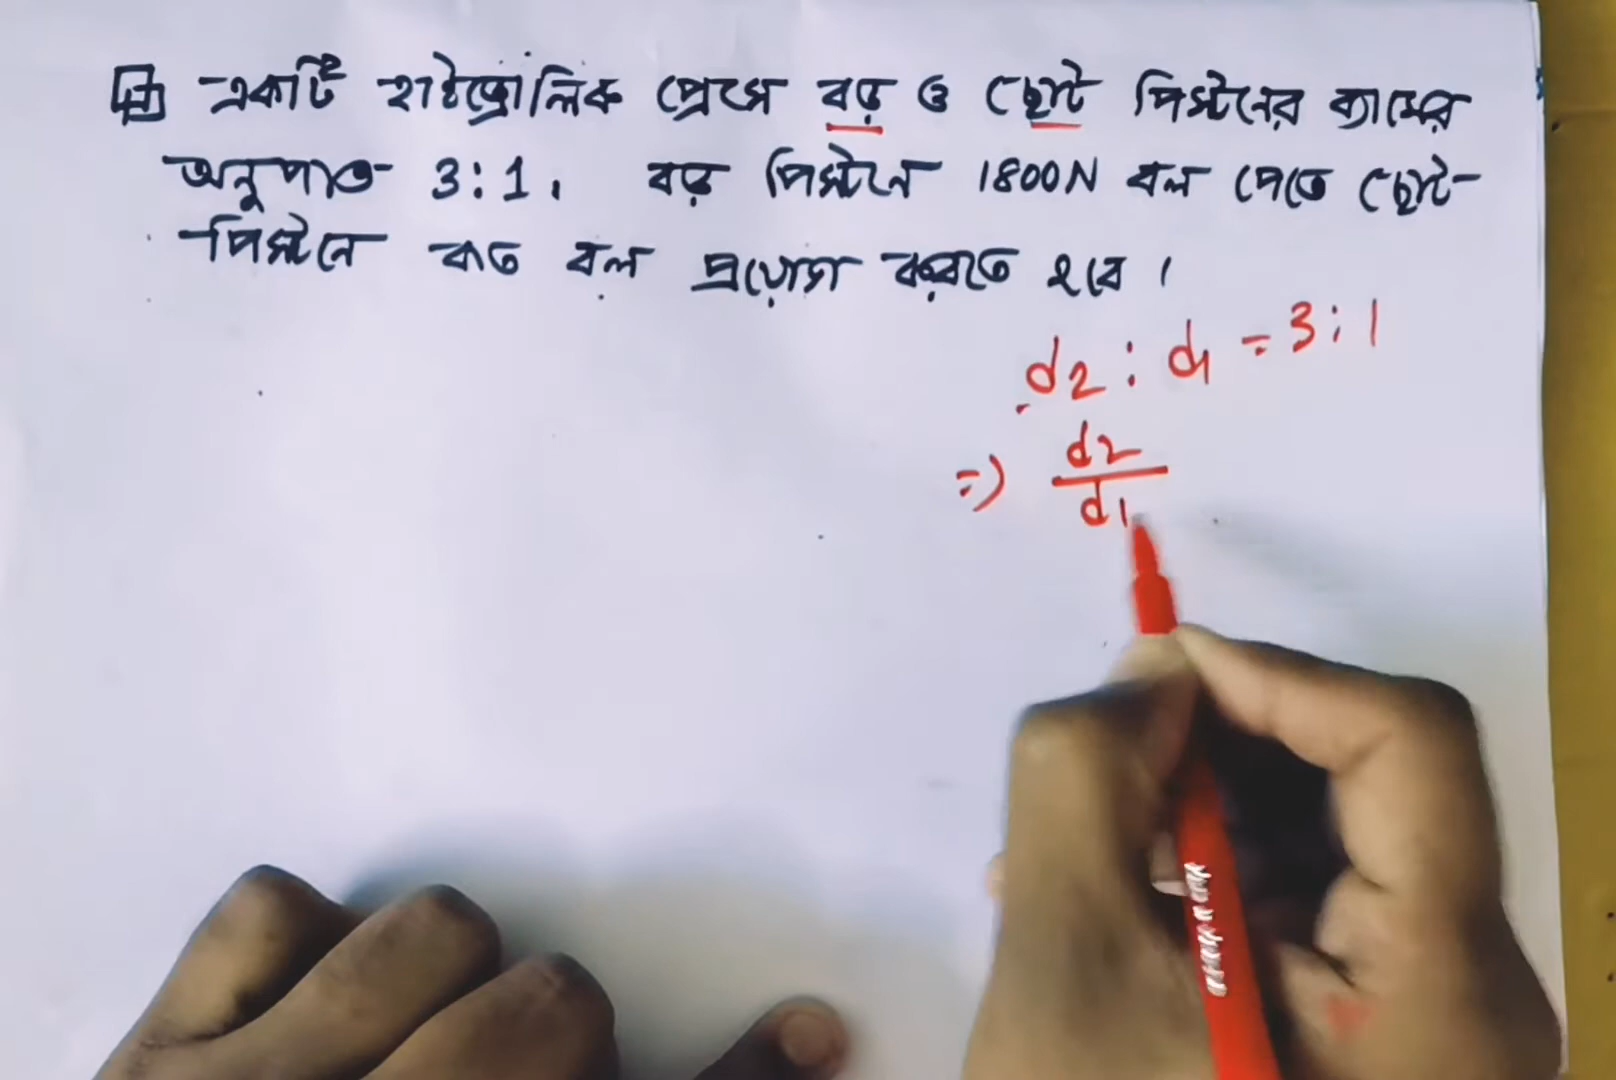 একটি হাইড্রোলিক প্রেসে বড় ও ছোট পিস্টনের ব্যাসের
অনুপাত 3:1। বড় পিস্টনে 1800N বল পেতে ছোট
পিস্টনে কত বল প্রয়োগ করতে হবে।
d2 : d1 = 3:1
=> d2/d1